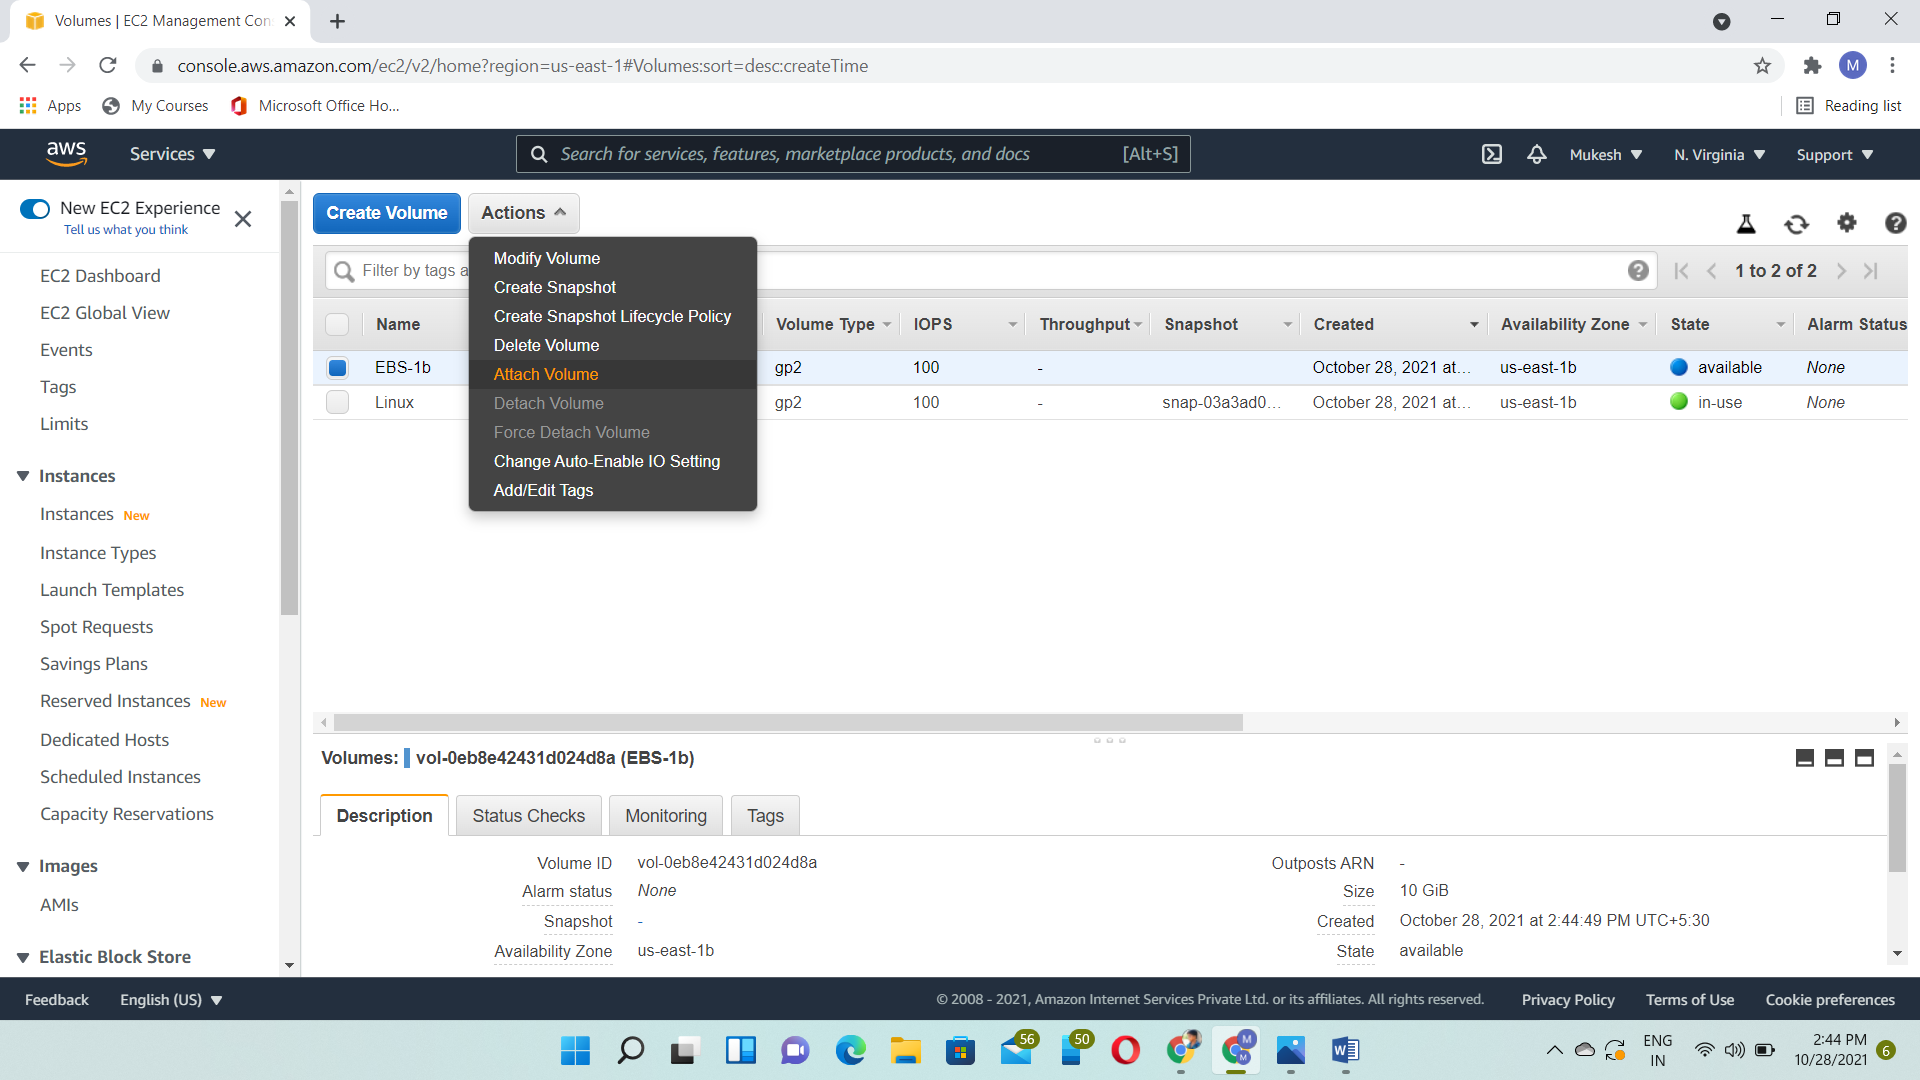 Volumes | EC2 Management Con
console.aws.amazon.com/ec2/v2/home?region=us-east-1#Volumes:sort=desc:createTime
M
Apps
My Courses
Microsoft Office Ho...
Reading list
aws
Services
Search for services, features, marketplace products, and docs
[Alt+S]
Mukesh
N. Virginia
Support
New EC2 Experience
Tell us what you think
EC2 Dashboard
EC2 Global View
Events
Tags
Limits
Instances
Instances New
Instance Types
Launch Templates
Spot Requests
Savings Plans
Reserved Instances New
Dedicated Hosts
Scheduled Instances
Capacity Reservations
Images
AMIs
Elastic Block Store
Create Volume
Actions
Modify Volume
Create Snapshot
Create Snapshot Lifecycle Policy
Delete Volume
Attach Volume
Detach Volume
Force Detach Volume
Change Auto-Enable IO Setting
Add/Edit Tags
Filter by tags a
1 to 2 of 2
Name Volume Type IOPS Throughput Snapshot Created Availability Zone State Alarm Status
EBS-1b gp2 100 - October 28, 2021 at... us-east-1b available None
Linux gp2 100 - snap-03a3ad0... October 28, 2021 at... us-east-1b in-use None
Volumes: vol-0eb8e42431d024d8a (EBS-1b)
Description
Status Checks
Monitoring
Tags
Volume ID vol-0eb8e42431d024d8a
Alarm status None
Snapshot -
Availability Zone us-east-1b
Outposts ARN -
Size 10 GiB
Created October 28, 2021 at 2:44:49 PM UTC+5:30
State available
Feedback
English (US)
© 2008 - 2021, Amazon Internet Services Private Ltd. or its affiliates. All rights reserved.
Privacy Policy
Terms of Use
Cookie preferences
56
50
M
M
W
ENG
IN
2:44 PM
10/28/2021
6